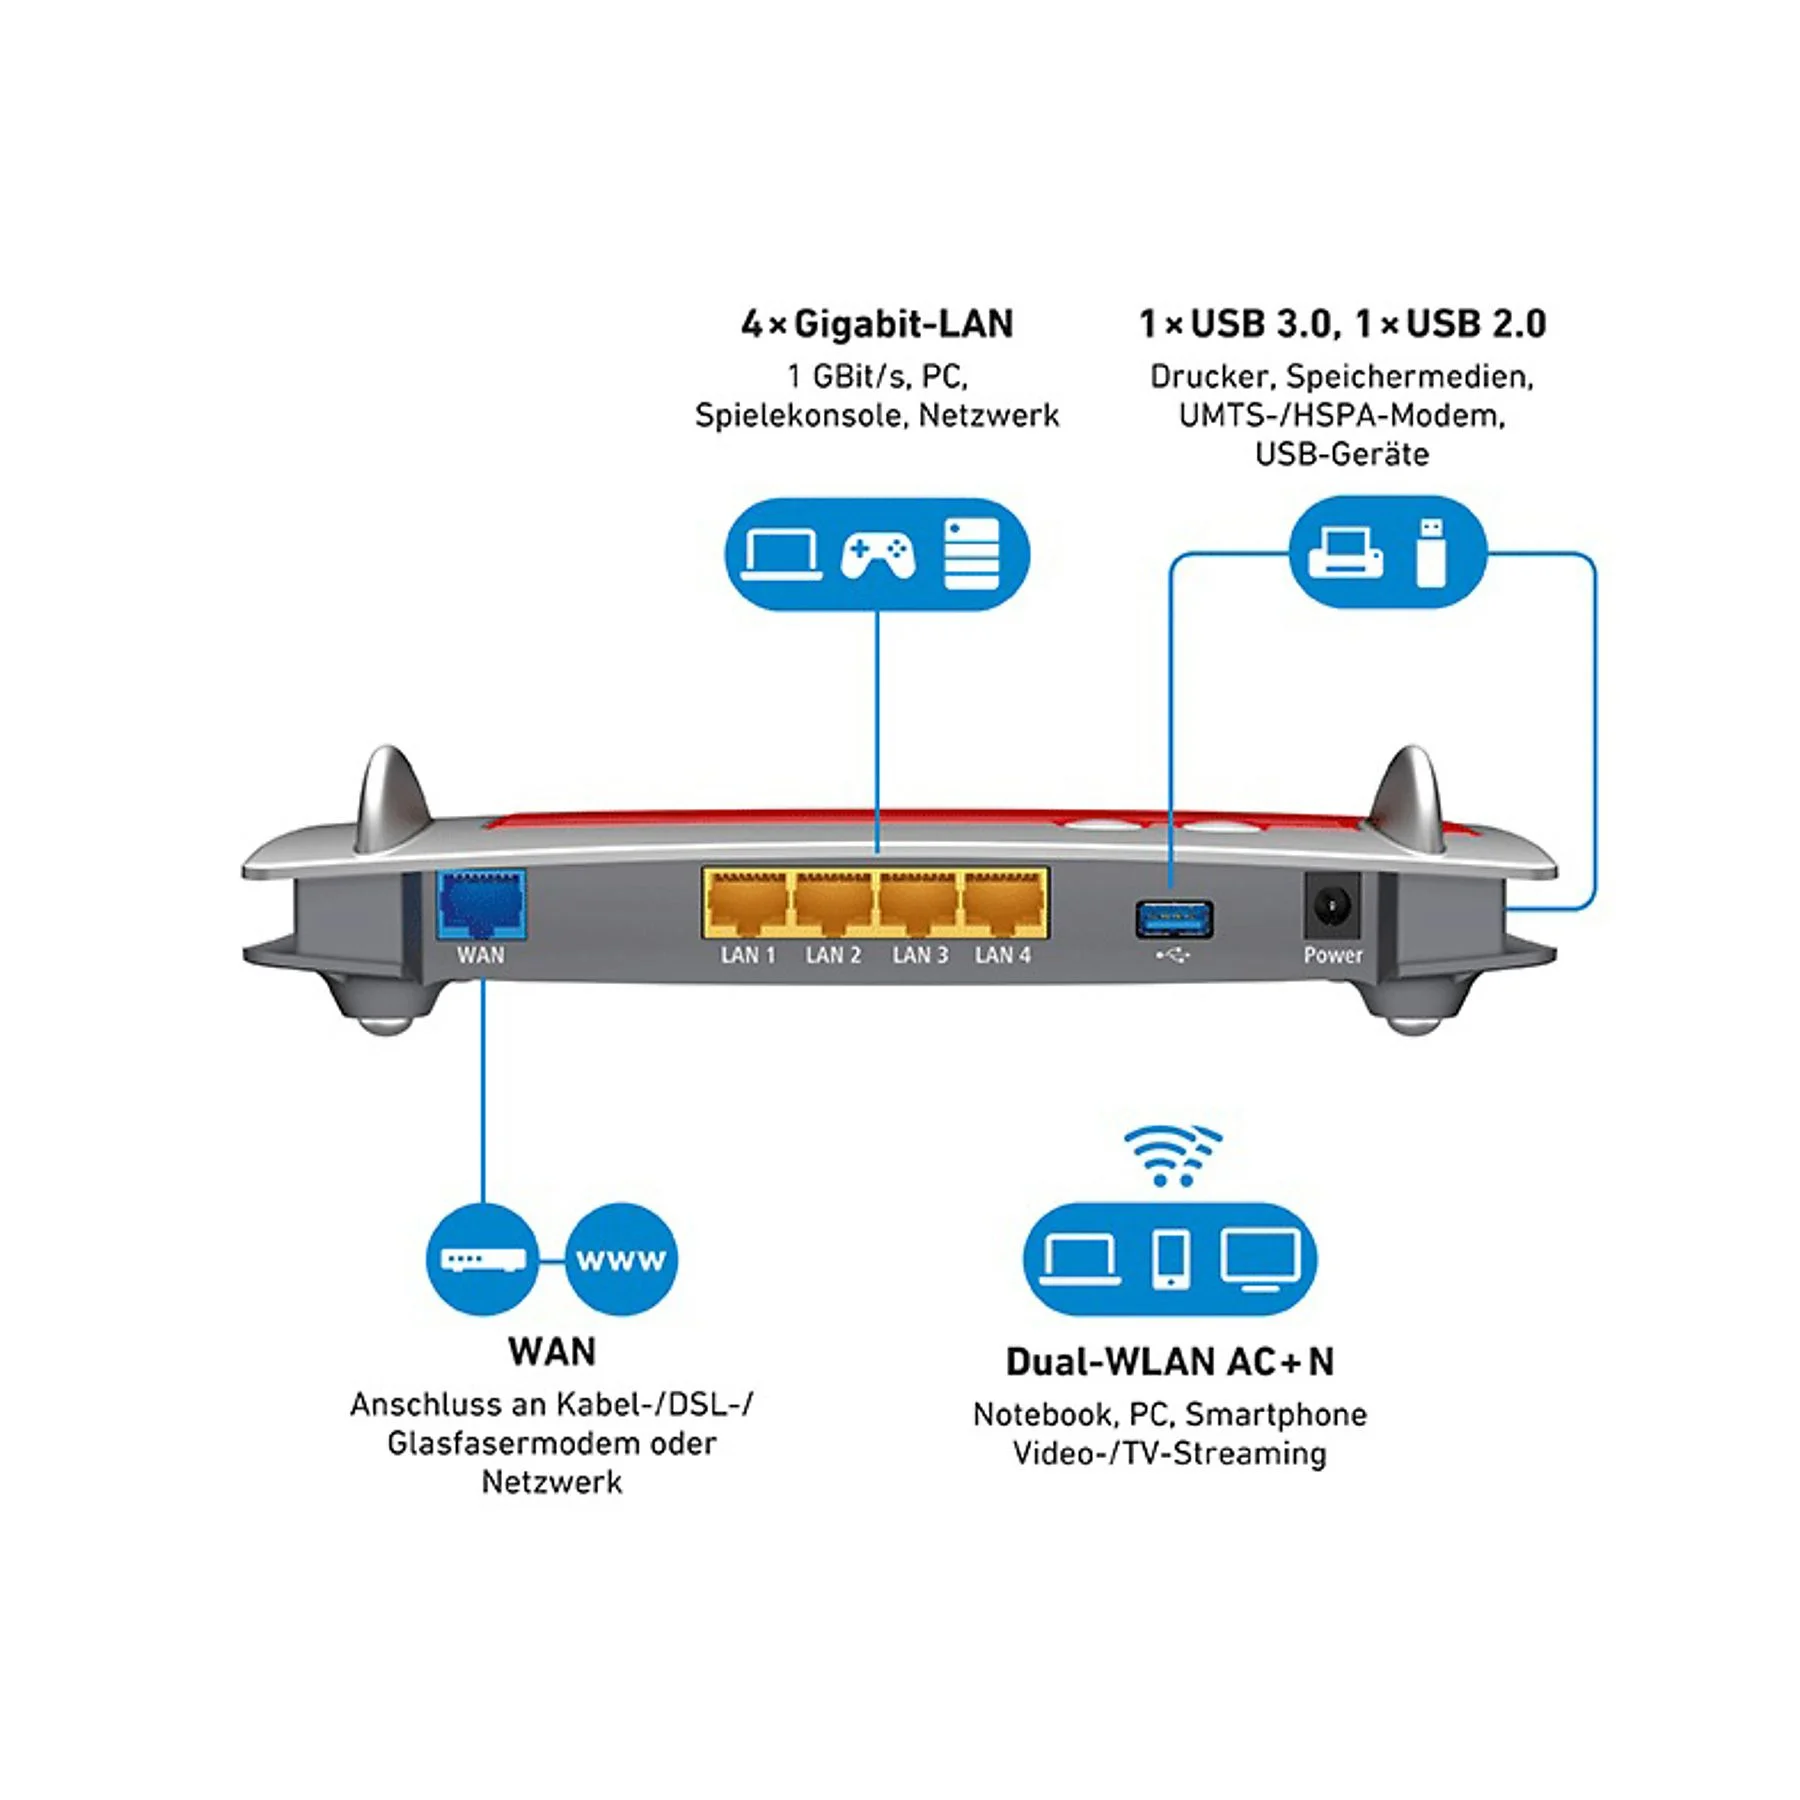 4×Gigabit-LAN
1 GBit/s, PC,
Spielekonsole, Netzwerk
1×USB 3.0, 1×USB 2.0
Drucker, Speichermedien,
UMTS-/HSPA-Modem,
USB-Geräte
WAN
LAN 1
LAN 2
LAN 3
LAN 4
Power
www
WAN
Anschluss an Kabel-/DSL-/
Glasfasermodem oder
Netzwerk
Dual-WLAN AC+N
Notebook, PC, Smartphone
Video-/TV-Streaming